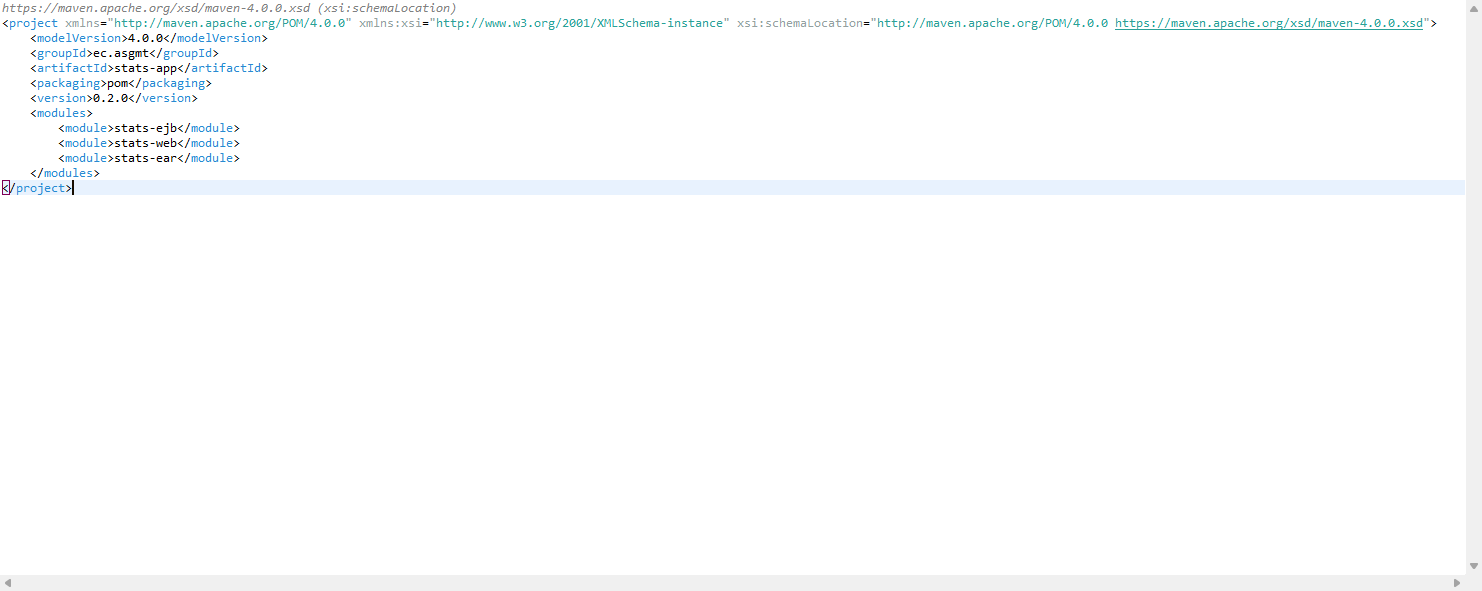 https://maven.apache.org/xsd/maven-4.0.0.xsd (xsi:schemaLocation)
<project xmlns="http://maven.apache.org/POM/4.0.0" xmlns:xsi="http://www.w3.org/2001/XMLSchema-instance" xsi:schemaLocation="http://maven.apache.org/POM/4.0.0 https://maven.apache.org/xsd/maven-4.0.0.xsd">
    <modelVersion>4.0.0</modelVersion>
    <groupId>ec.asgmt</groupId>
    <artifactId>stats-app</artifactId>
    <packaging>pom</packaging>
    <version>0.2.0</version>
    <modules>
        <module>stats-ejb</module>
        <module>stats-web</module>
        <module>stats-ear</module>
    </modules>
</project>